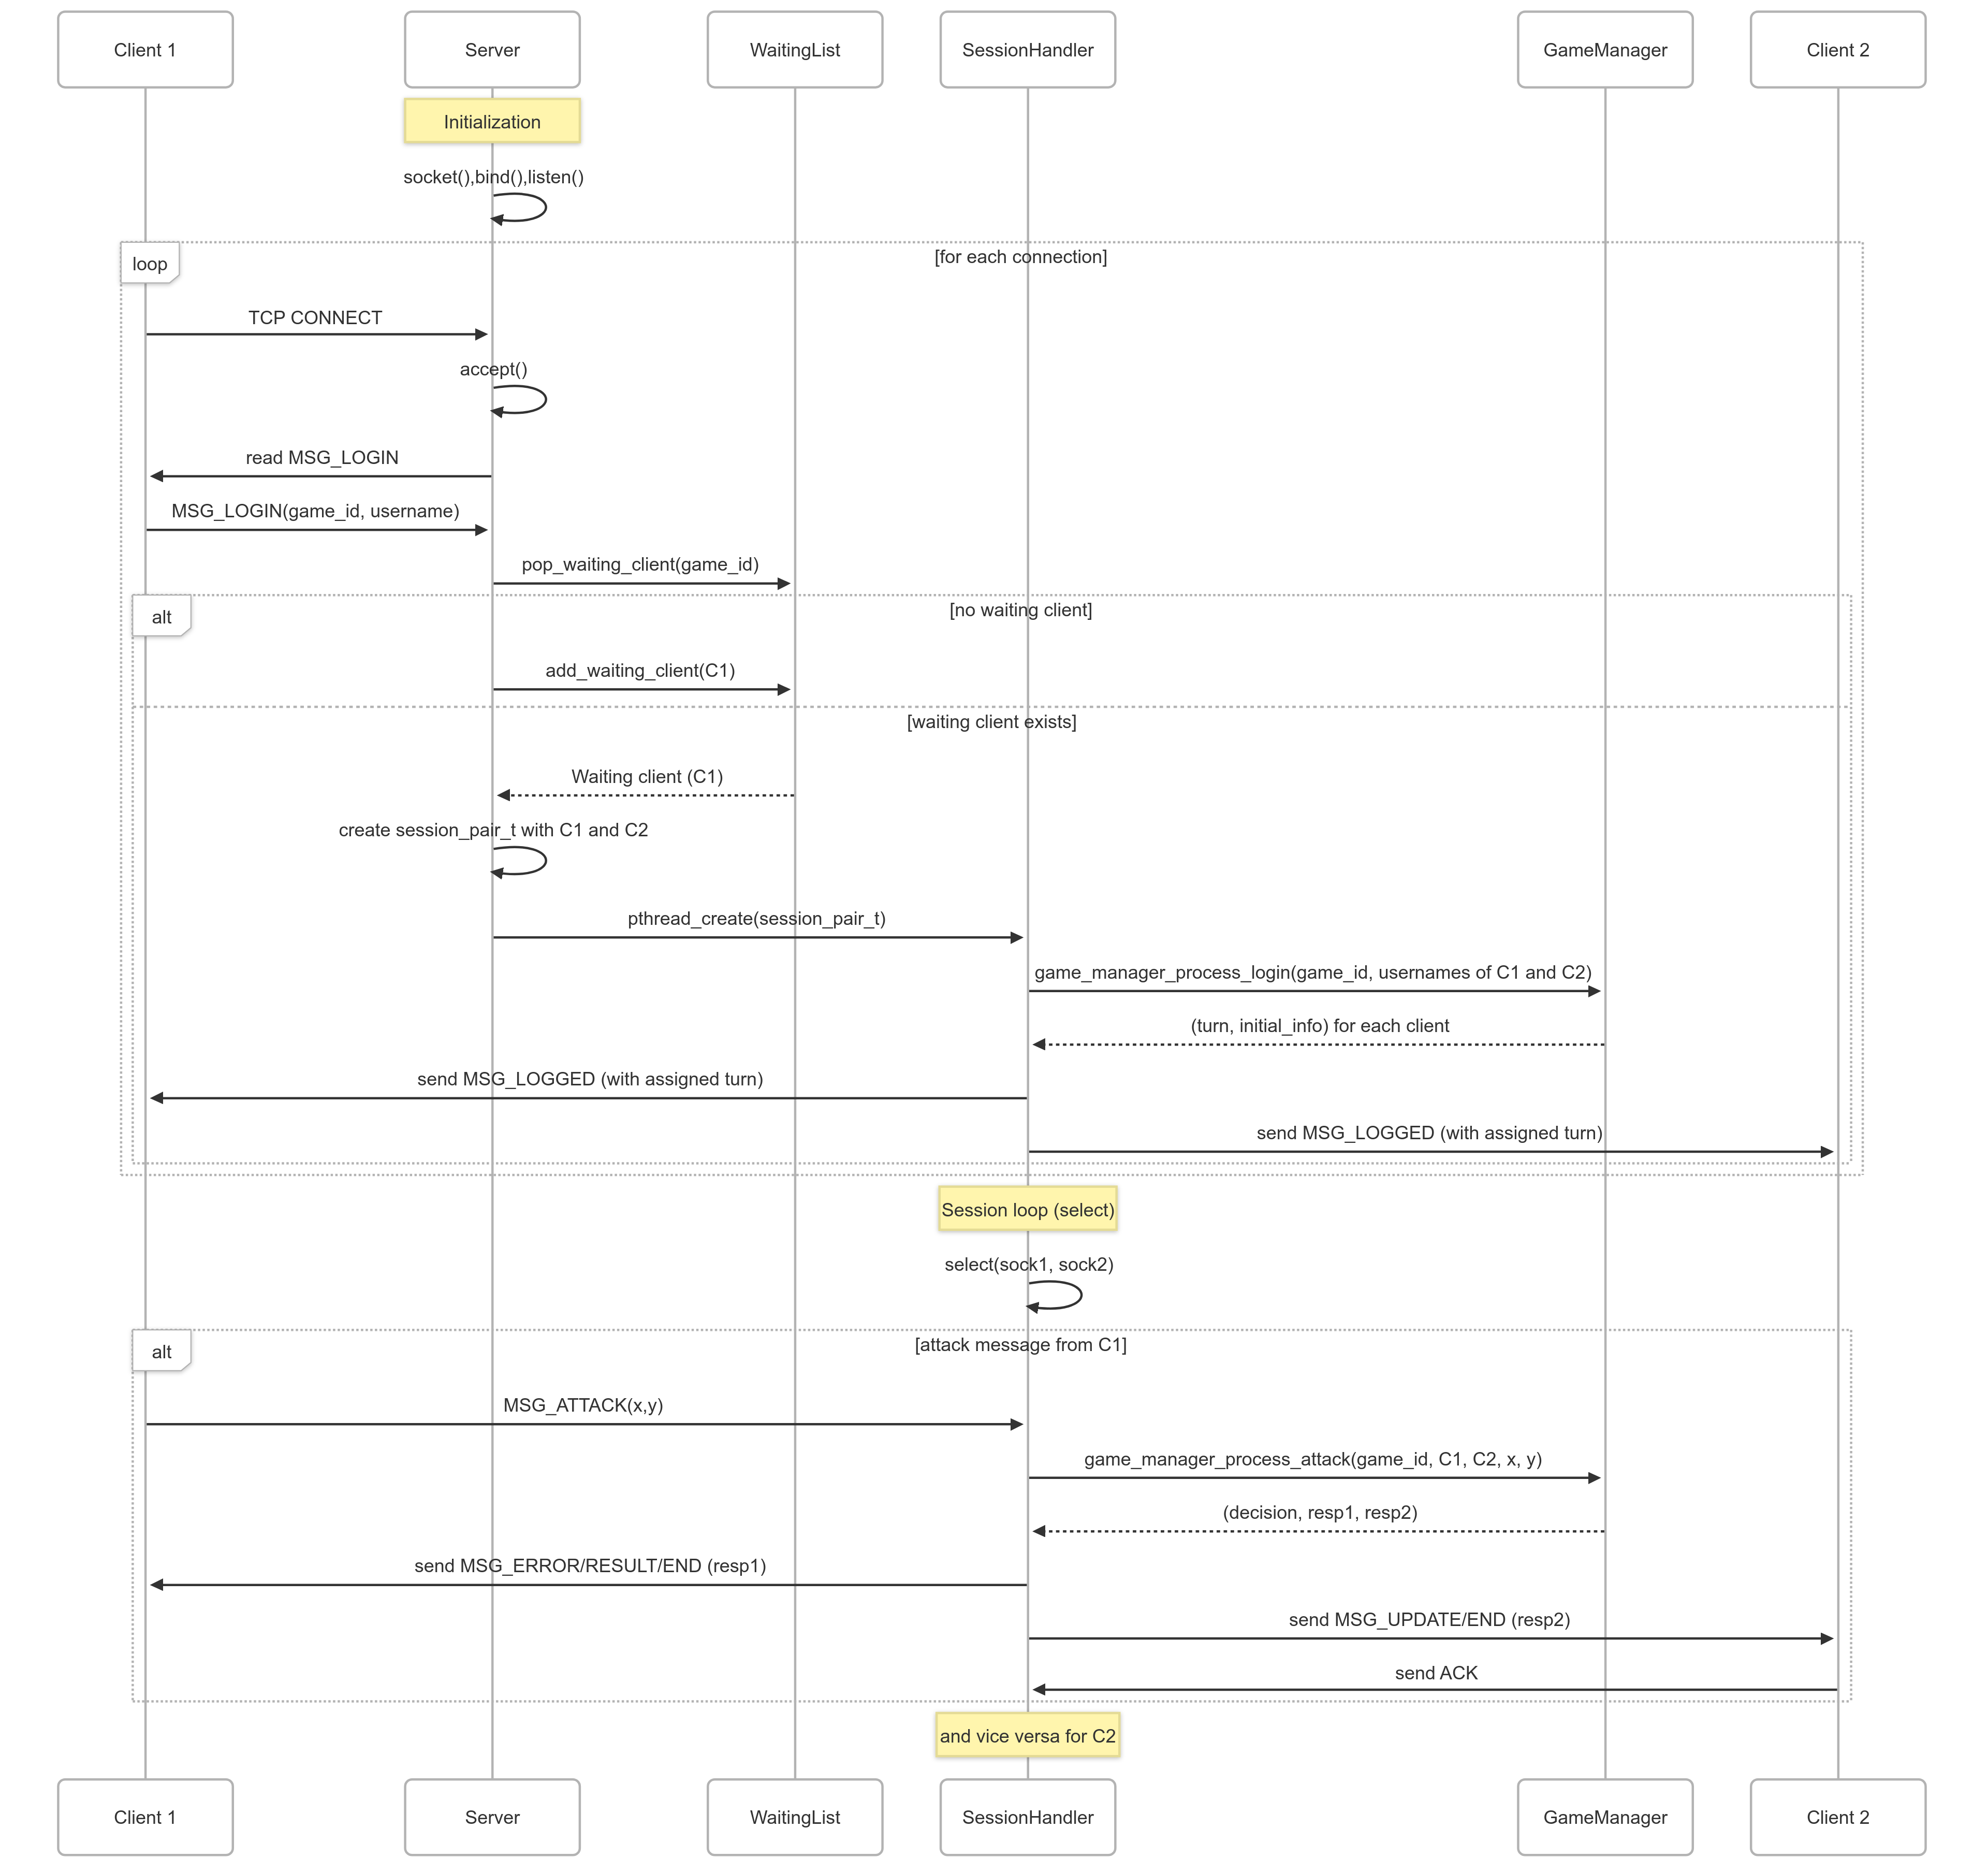 Client 1
Server
WaitingList
SessionHandler
GameManager
Client 2
Initialization
socket(),bind(),listen()
loop
[for each connection]
TCP CONNECT
accept()
read MSG_LOGIN
MSG_LOGIN(game_id, username)
pop_waiting_client(game_id)
alt
[no waiting client]
add_waiting_client(C1)
[waiting client exists]
Waiting client (C1)
create session_pair_t with C1 and C2
pthread_create(session_pair_t)
game_manager_process_login(game_id, usernames of C1 and C2)
(turn, initial_info) for each client
send MSG_LOGGED (with assigned turn)
send MSG_LOGGED (with assigned turn)
Session loop (select)
select(sock1, sock2)
alt
[attack message from C1]
MSG_ATTACK(x,y)
game_manager_process_attack(game_id, C1, C2, x, y)
(decision, resp1, resp2)
send MSG_ERROR/RESULT/END (resp1)
send MSG_UPDATE/END (resp2)
send ACK
and vice versa for C2
Client 1
Server
WaitingList
SessionHandler
GameManager
Client 2